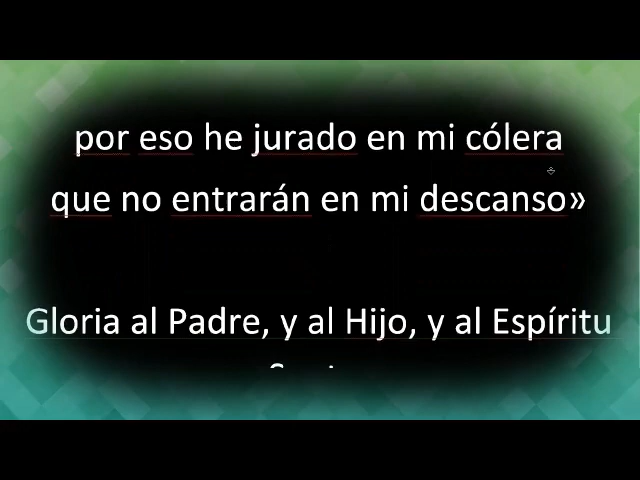 por eso he jurado en mi cólera
que no entrarán en mi descanso»
Gloria al Padre, y al Hijo, y al Espíritu